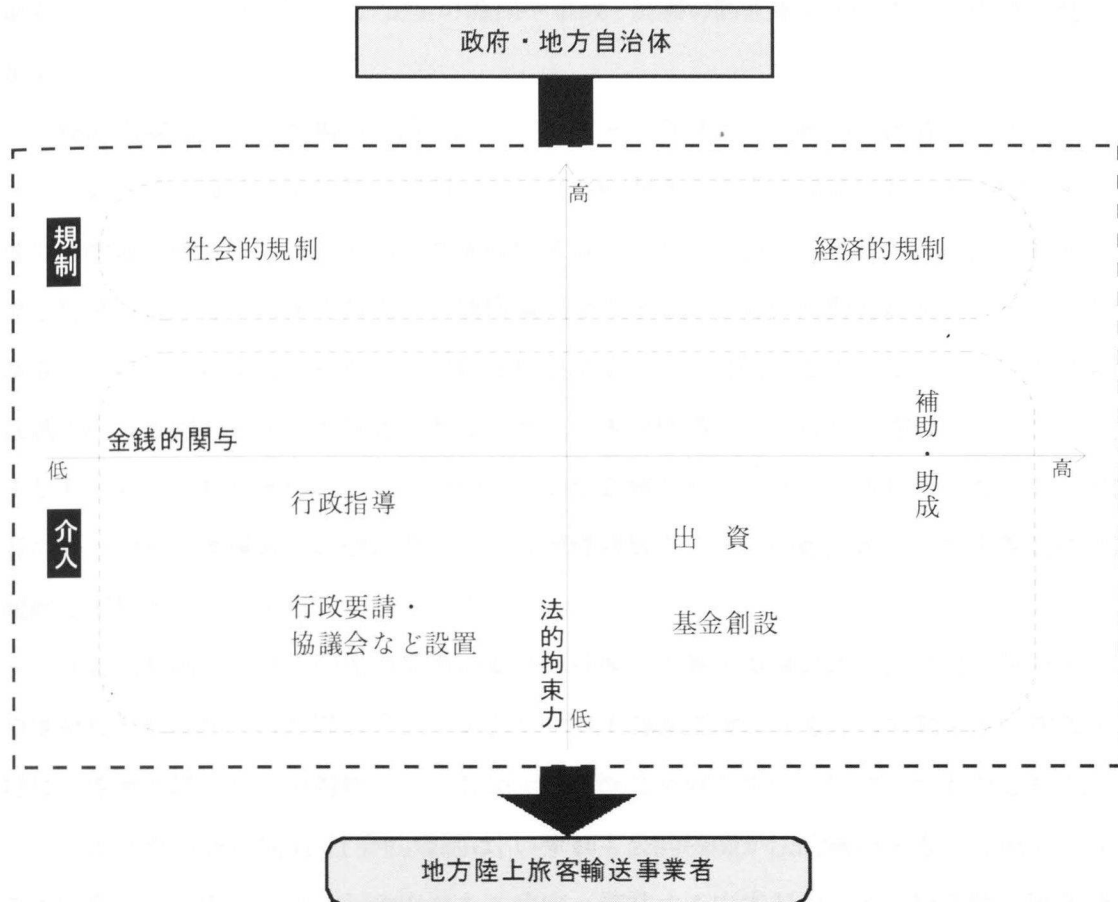 政府・地方自治体
高
規制
社会的規制
経済的規制
補助・助成
金銭的関与
低
高
介入
行政指導
出　資
行政要請・
協議会など設置
法的拘束力
基金創設
低
地方陸上旅客輸送事業者